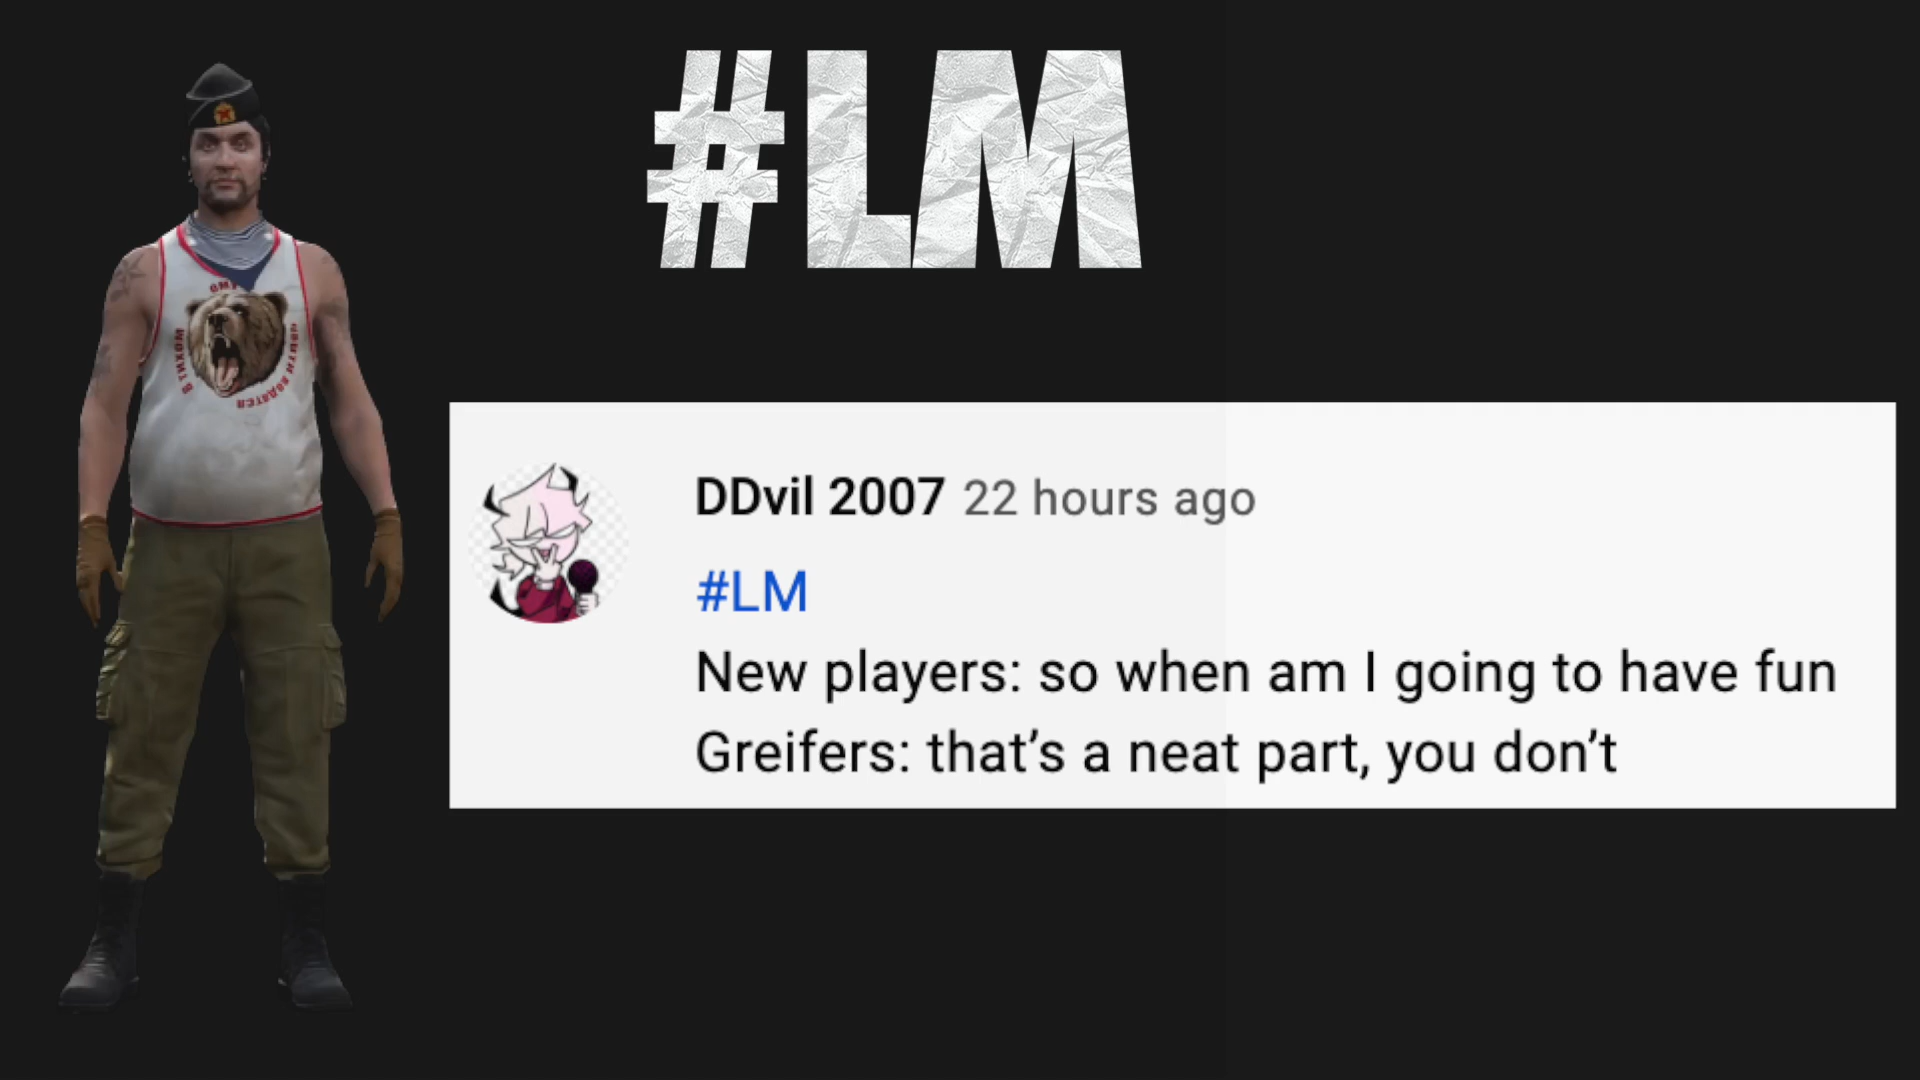 #LM
DDvil 2007 22 hours ago
#LM
New players: so when am I going to have fun
Greifers: that’s a neat part, you don’t